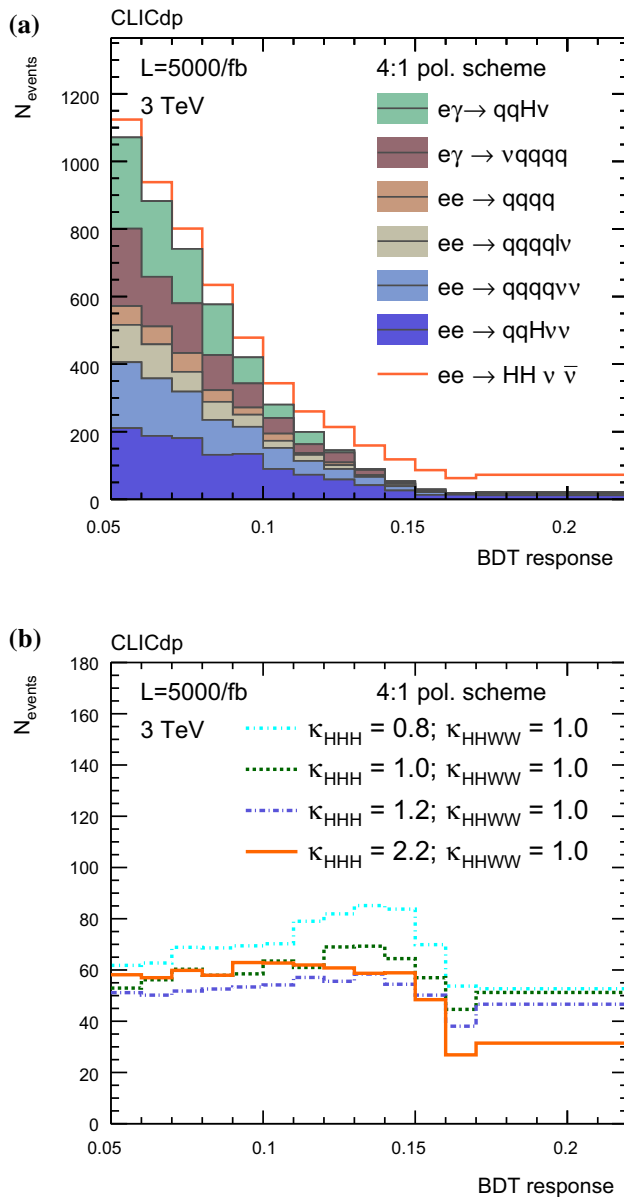 (a)
CLICdp
N_events
L=5000/fb
4:1 pol. scheme
3 TeV
eγ→ qqHν
eγ → νqqqq
ee → qqqq
ee → qqqqlν
ee → qqqqνν
ee → qqHνν
ee → HH ν ν̅
1200
1000
800
600
400
200
0
0.05 0.1 0.15 0.2
BDT response
(b)
CLICdp
N_events
L=5000/fb
4:1 pol. scheme
3 TeV
κ_HHH = 0.8; κ_HHWW = 1.0
κ_HHH = 1.0; κ_HHWW = 1.0
κ_HHH = 1.2; κ_HHWW = 1.0
κ_HHH = 2.2; κ_HHWW = 1.0
180
160
140
120
100
80
60
40
20
0
0.05 0.1 0.15 0.2
BDT response